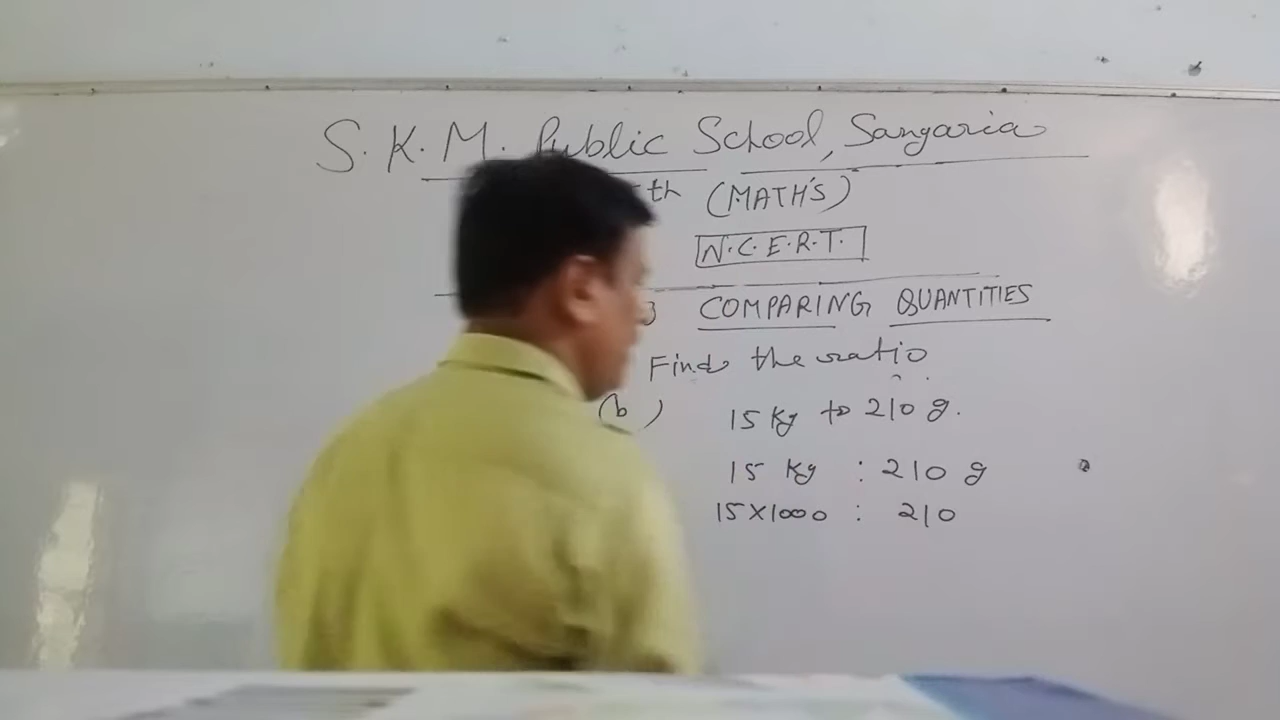 S.K.M. Public School, Sangaria
th (MATH'S)
N.C.E.R.T.
COMPARING QUANTITIES
Find the ratio
(b) 15 Kg to 210 g.
15 Kg : 210 g
15×1000 : 210